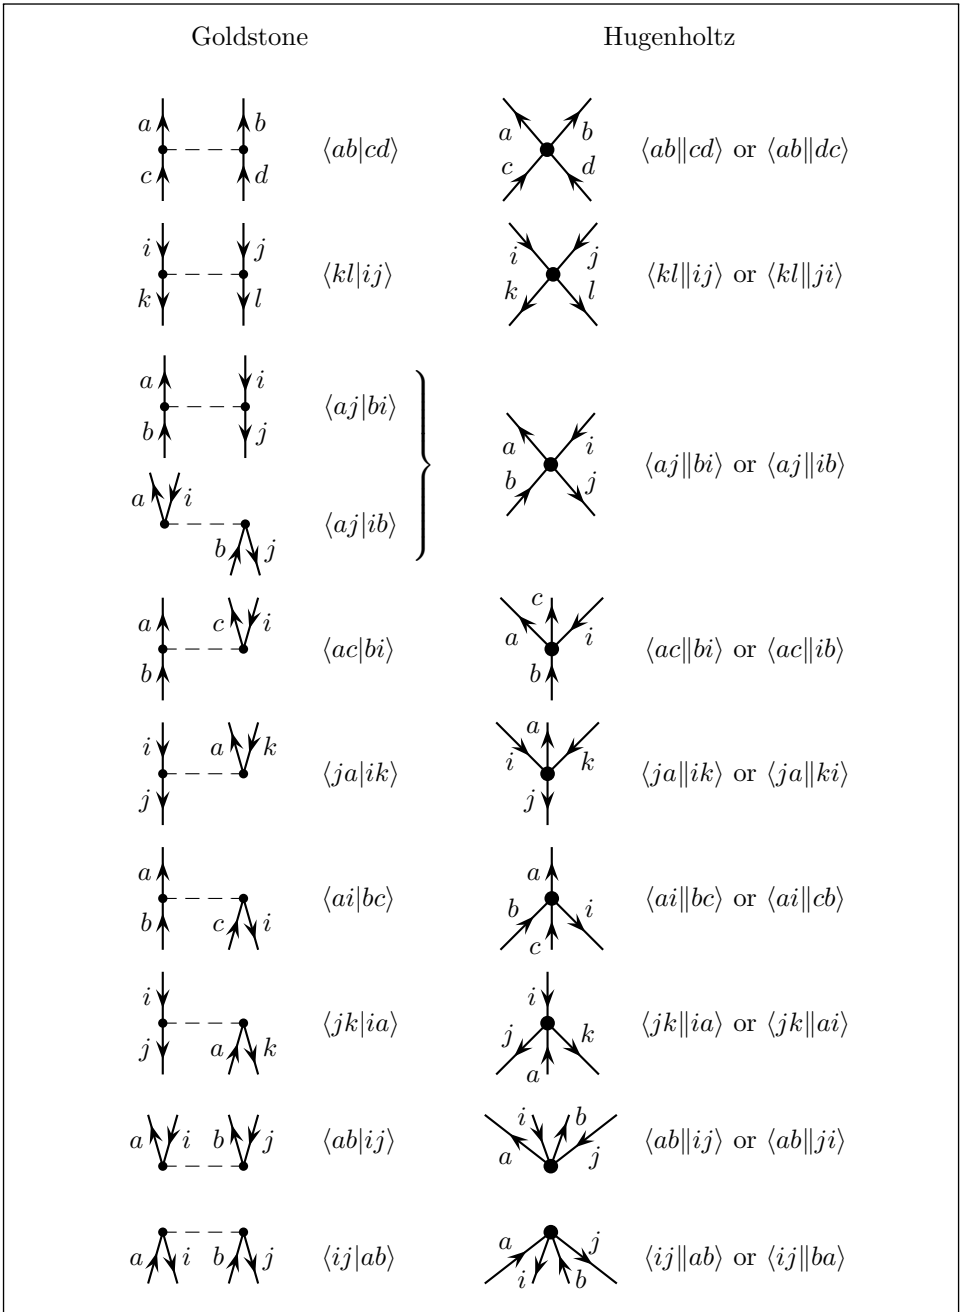 Goldstone Hugenholtz
a b ⟨ab|cd⟩ a b ⟨ab∥cd⟩ or ⟨ab∥dc⟩
c d c d
i j ⟨kl|ij⟩ i j ⟨kl∥ij⟩ or ⟨kl∥ji⟩
k l k l
a i ⟨aj|bi⟩
b j
a i ⟨aj∥bi⟩ or ⟨aj∥ib⟩
b j
a i ⟨aj|ib⟩
b j
a c i ⟨ac|bi⟩ c a i ⟨ac∥bi⟩ or ⟨ac∥ib⟩
b b
i a k ⟨ja|ik⟩ a i k ⟨ja∥ik⟩ or ⟨ja∥ki⟩
j j
a ⟨ai|bc⟩ a ⟨ai∥bc⟩ or ⟨ai∥cb⟩
b c i b i c
i ⟨jk|ia⟩ i ⟨jk∥ia⟩ or ⟨jk∥ai⟩
j a k j k a
a i b j ⟨ab|ij⟩ i b a j ⟨ab∥ij⟩ or ⟨ab∥ji⟩
a i b j ⟨ij|ab⟩ a j i b ⟨ij∥ab⟩ or ⟨ij∥ba⟩